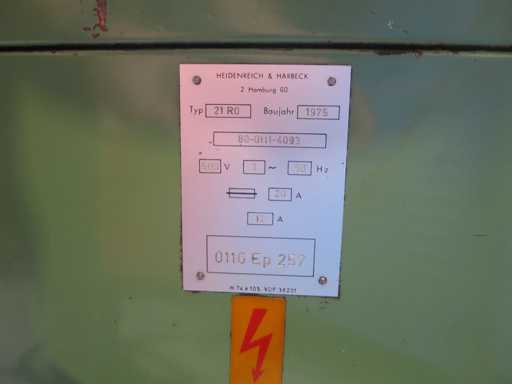 HEIDENREICH & HARBECK
2 Hamburg 60
Typ 21 RO Baujahr 1975
80-0111-4093
500 V 3 ~ 50 Hz
20 A
A
0110 Ep 257